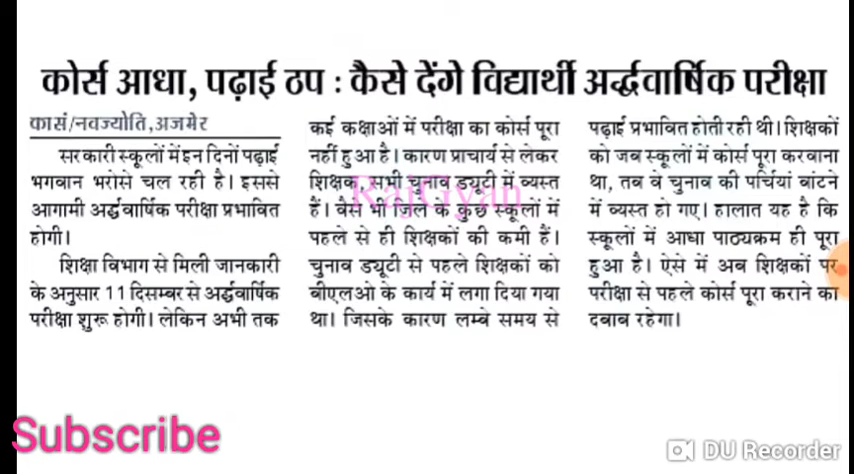 कोर्स आधा, पढ़ाई ठप : कैसे देंगे विद्यार्थी अर्द्धवार्षिक परीक्षा
कासं/नवज्योति,अजमेर
सरकारी स्कूलों में इन दिनों पढ़ाई
भगवान भरोसे चल रही है। इससे
आगामी अर्द्धवार्षिक परीक्षा प्रभावित
होगी।
शिक्षा विभाग से मिली जानकारी
के अनुसार 11 दिसम्बर से अर्द्धवार्षिक
परीक्षा शुरू होगी। लेकिन अभी तक
कई कक्षाओं में परीक्षा का कोर्स पूरा
नहीं हुआ है। कारण प्राचार्य से लेकर
शिक्षक, सभी चुनाव ड्यूटी में व्यस्त
हैं। वैसे भी जिले के कुछ स्कूलों में
पहले से ही शिक्षकों की कमी हैं।
चुनाव ड्यूटी से पहले शिक्षकों को
बीएलओ के कार्य में लगा दिया गया
था। जिसके कारण लम्बे समय से
पढ़ाई प्रभावित होती रही थी। शिक्षकों
को जब स्कूलों में कोर्स पूरा करवाना
था, तब वे चुनाव की पर्चियां बांटने
में व्यस्त हो गए। हालात यह है कि
स्कूलों में आधा पाठ्यक्रम ही पूरा
हुआ है। ऐसे में अब शिक्षकों पर
परीक्षा से पहले कोर्स पूरा कराने का
दबाब रहेगा।
RajGyan
Subscribe
DU Recorder